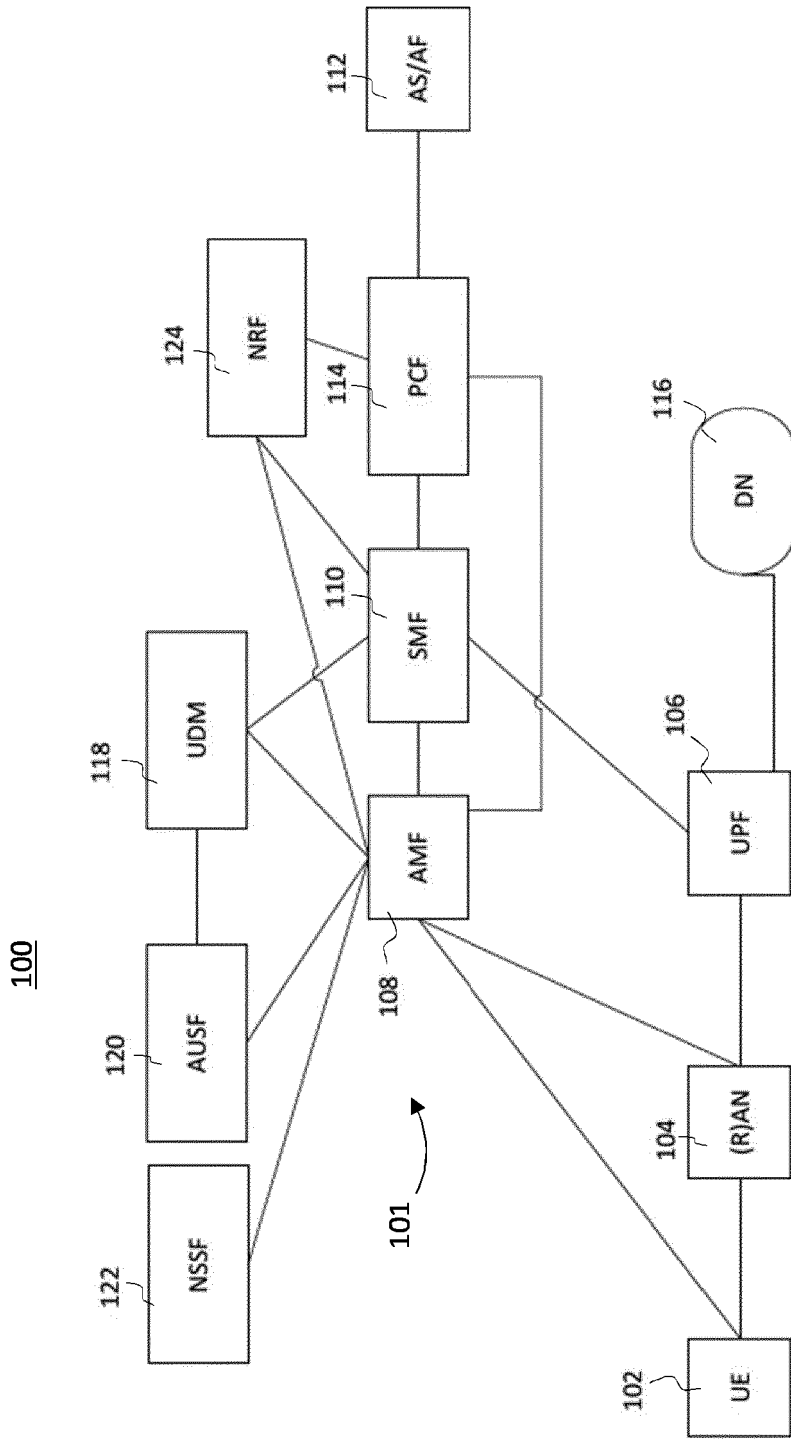 100
122
NSSF
120
AUSF
118
UDM
124
NRF
101
108
AMF
110
SMF
114
PCF
112
AS/AF
102
UE
104
(R)AN
106
UPF
116
DN